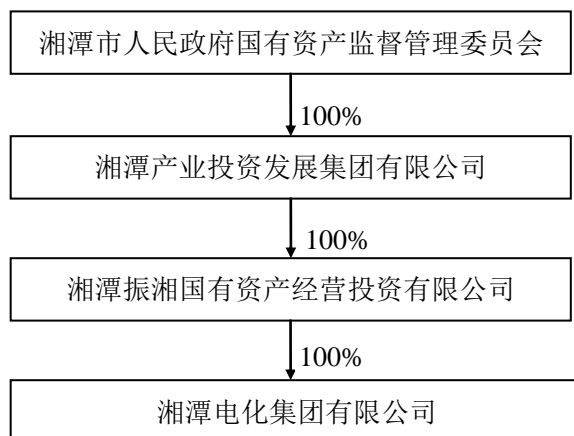 湘潭市人民政府国有资产监督管理委员会
100%
湘潭产业投资发展集团有限公司
100%
湘潭振湘国有资产经营投资有限公司
100%
湘潭电化集团有限公司